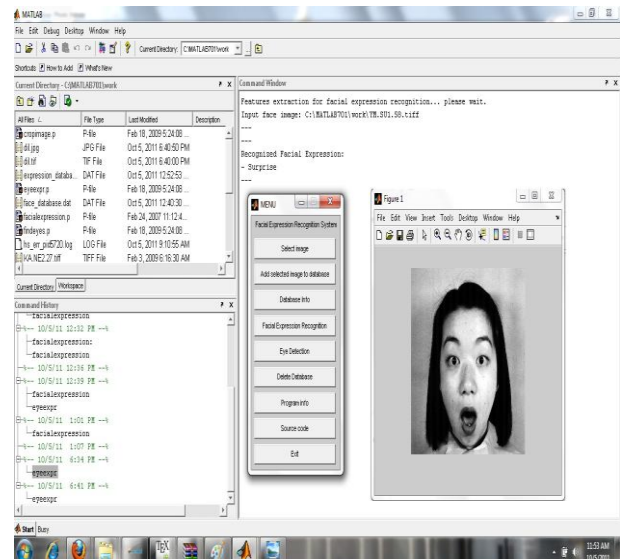 MATLAB
File Edit Debug Desktop Window Help
Current Directory: C:\MATLAB701\work
Shortcuts How to Add What's New
Current Directory - C:\MATLAB701\work
All Files File Type Last Modified Description
cropimage.p P-file Feb 18, 2009 5:24:08 ...
dil.jpg JPG File Oct 5, 2011 6:40:50 PM
dil.tif TIF File Oct 5, 2011 6:40:00 PM
expression_databa... DAT File Oct 5, 2011 12:52:53 ...
eyeexpr.p P-file Feb 18, 2009 5:24:08 ...
face_database.dat DAT File Oct 5, 2011 12:40:30 ...
facialexpression.p P-file Feb 24, 2007 11:12:4...
findeyes.p P-file Feb 18, 2009 5:24:08 ...
hs_err_pid5720.log LOG File Oct 5, 2011 9:10:55 AM
KA.NE2.27.tiff TIFF File Feb 3, 2009 6:16:30 AM
Current Directory Workspace
Command History
facialexpression
%-- 10/5/11 12:32 PM --%
facialexpression:
facialexpression
%-- 10/5/11 12:36 PM --%
%-- 10/5/11 12:39 PM --%
facialexpression
eyeexpr
%-- 10/5/11 1:01 PM --%
facialexpression
%-- 10/5/11 1:07 PM --%
%-- 10/5/11 6:34 PM --%
eyeexpr
%-- 10/5/11 6:41 PM --%
eyeexpr
Command Window
Features extraction for facial expression recognition... please wait.
Input face image: C:\MATLAB701\work\YM.SU1.58.tiff
---
---
Recognized Facial Expression:
- Surprise
---
MENU
Facial Expression Recognition System
Select image
Add selected image to database
Database Info
Facial Expression Recognition
Eye Detection
Delete Database
Program info
Source code
Exit
Figure 1
File Edit View Insert Tools Desktop Window Help
Start Busy
11:53 AM
10/5/2011